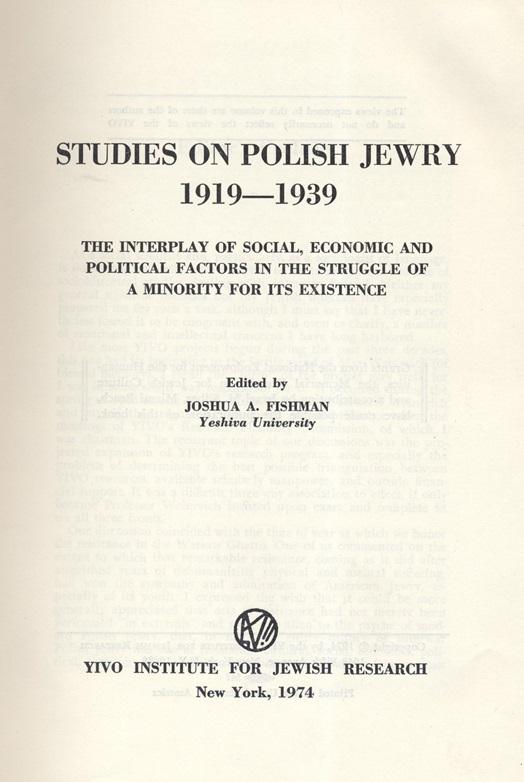 STUDIES ON POLISH JEWRY
1919—1939
THE INTERPLAY OF SOCIAL, ECONOMIC AND
POLITICAL FACTORS IN THE STRUGGLE OF
A MINORITY FOR ITS EXISTENCE
Edited by
JOSHUA A. FISHMAN
Yeshiva University
YIVO INSTITUTE FOR JEWISH RESEARCH
New York, 1974